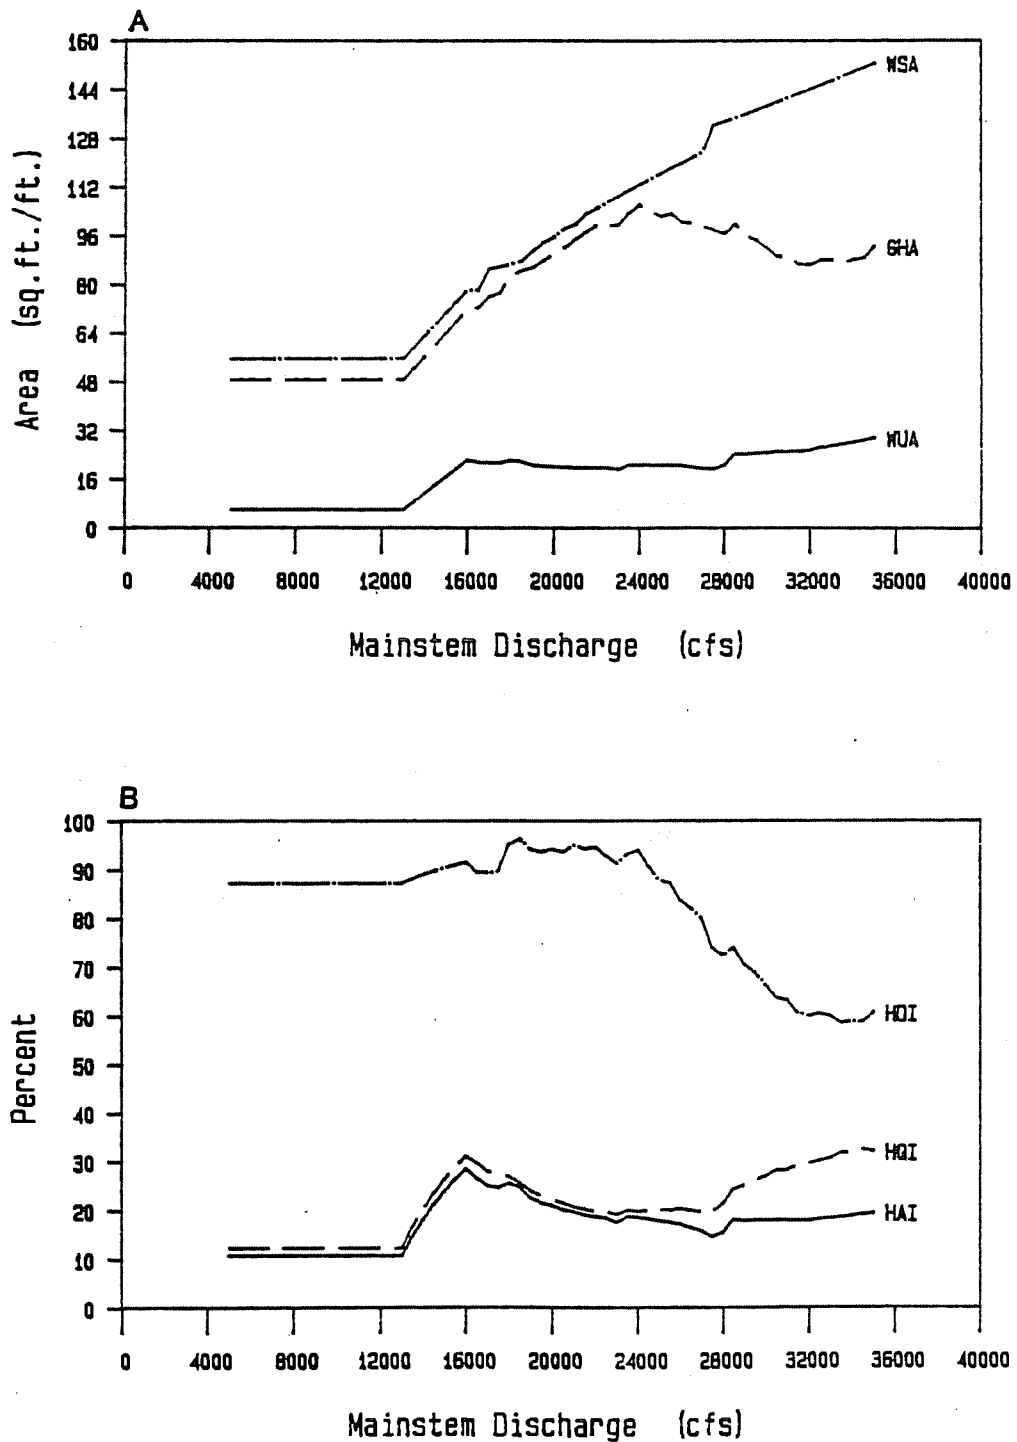 A
160
144
128
112
96
80
64
48
32
16
0
Area (sq.ft./ft.)
WSA
GHA
WUA
0 4000 8000 12000 16000 20000 24000 28000 32000 36000 40000
Mainstem Discharge (cfs)
B
100
90
80
70
60
50
40
30
20
10
0
Percent
HDI
HQI
HAI
0 4000 8000 12000 16000 20000 24000 28000 32000 36000 40000
Mainstem Discharge (cfs)